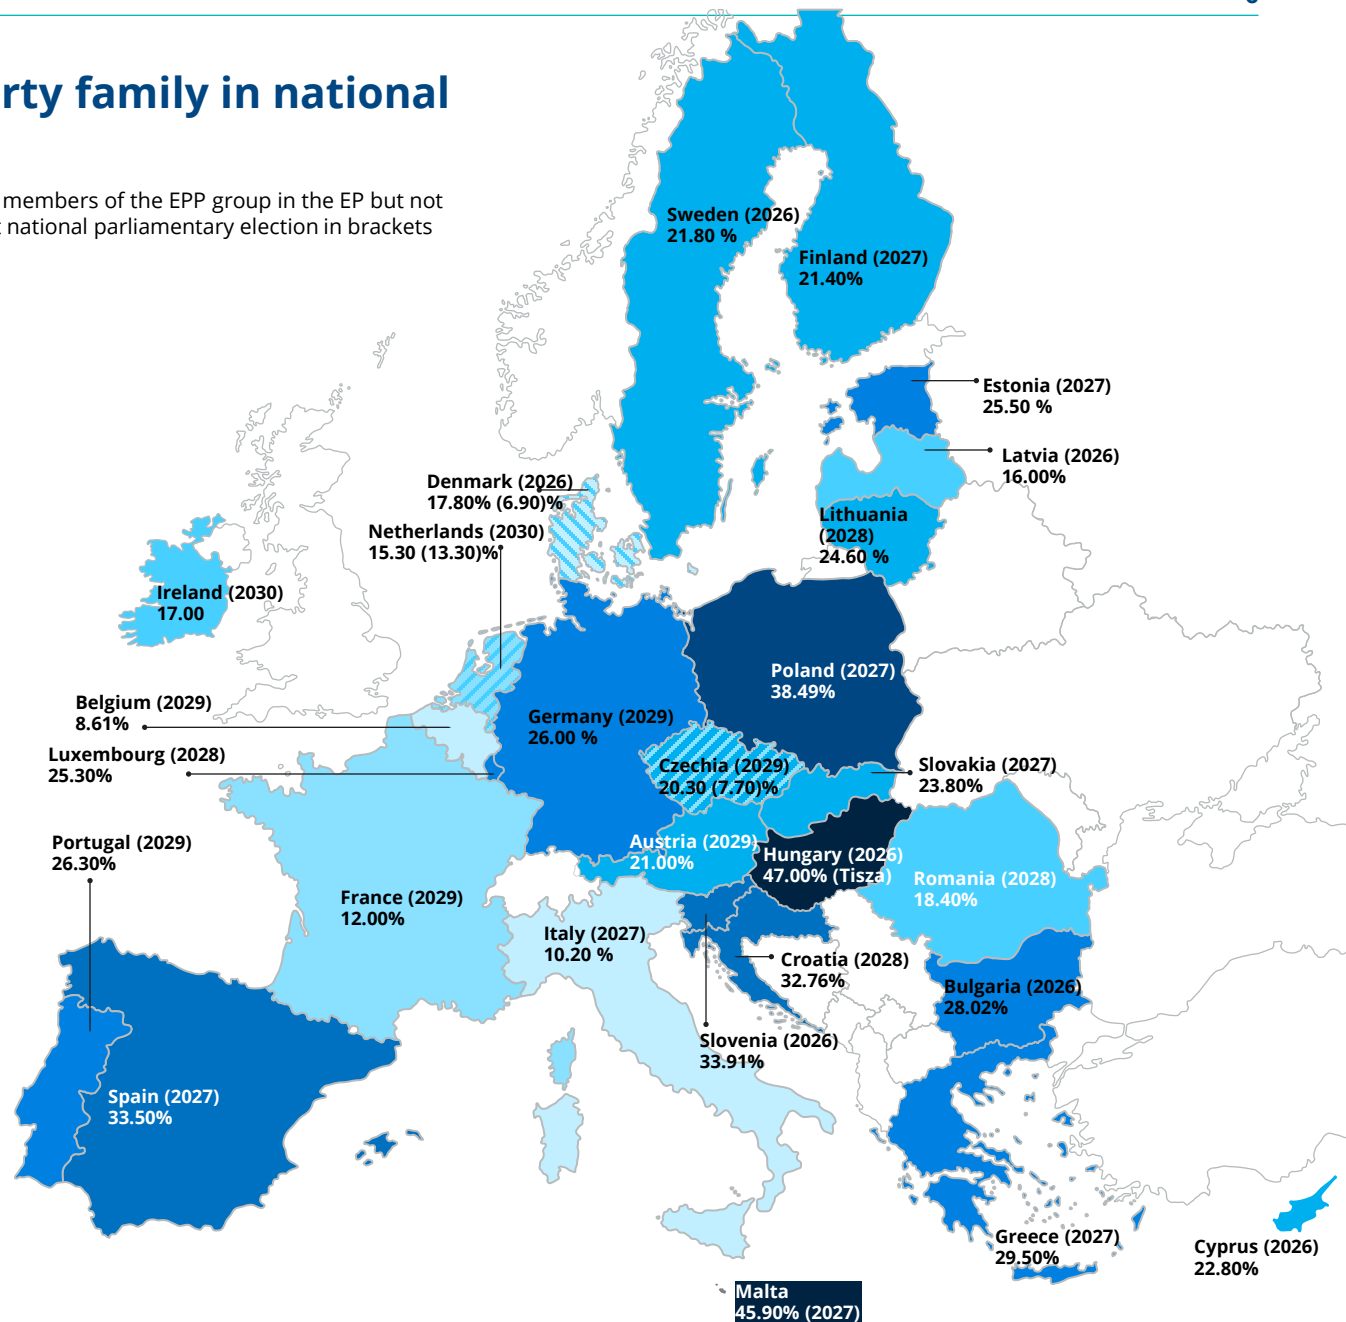 rty family in national
members of the EPP group in the EP but not
national parliamentary election in brackets
Sweden (2026)
21.80 %
Finland (2027)
21.40%
Estonia (2027)
25.50 %
Latvia (2026)
16.00%
Denmark (2026)
17.80% (6.90)%
Lithuania
(2028)
24.60 %
Netherlands (2030)
15.30 (13.30)%
Ireland (2030)
17.00
Poland (2027)
38.49%
Belgium (2029)
8.61%
Germany (2029)
26.00 %
Luxembourg (2028)
25.30%
Czechia (2029)
20.30 (7.70)%
Slovakia (2027)
23.80%
Portugal (2029)
26.30%
Austria (2029)
21.00%
Hungary (2026)
47.00% (Tisza)
Romania (2028)
18.40%
France (2029)
12.00%
Italy (2027)
10.20 %
Croatia (2028)
32.76%
Bulgaria (2026)
28.02%
Slovenia (2026)
33.91%
Spain (2027)
33.50%
Greece (2027)
29.50%
Cyprus (2026)
22.80%
Malta
45.90% (2027)